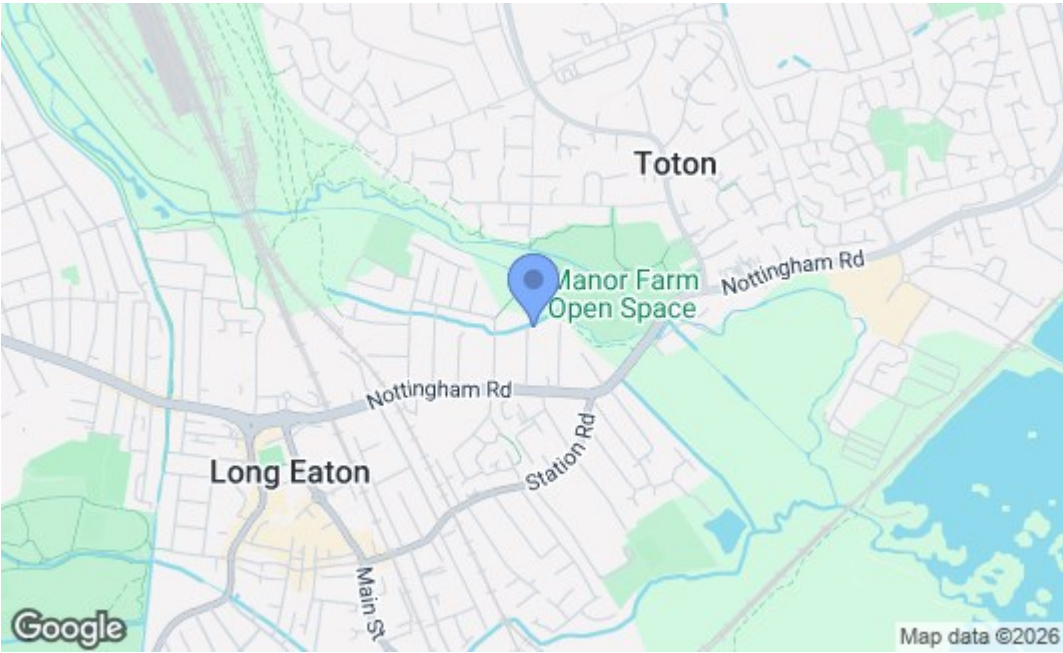 Toton
Manor Farm
Open Space
Nottingham Rd
Nottingham Rd
Long Eaton
Station Rd
Main St
Google
Map data ©2026